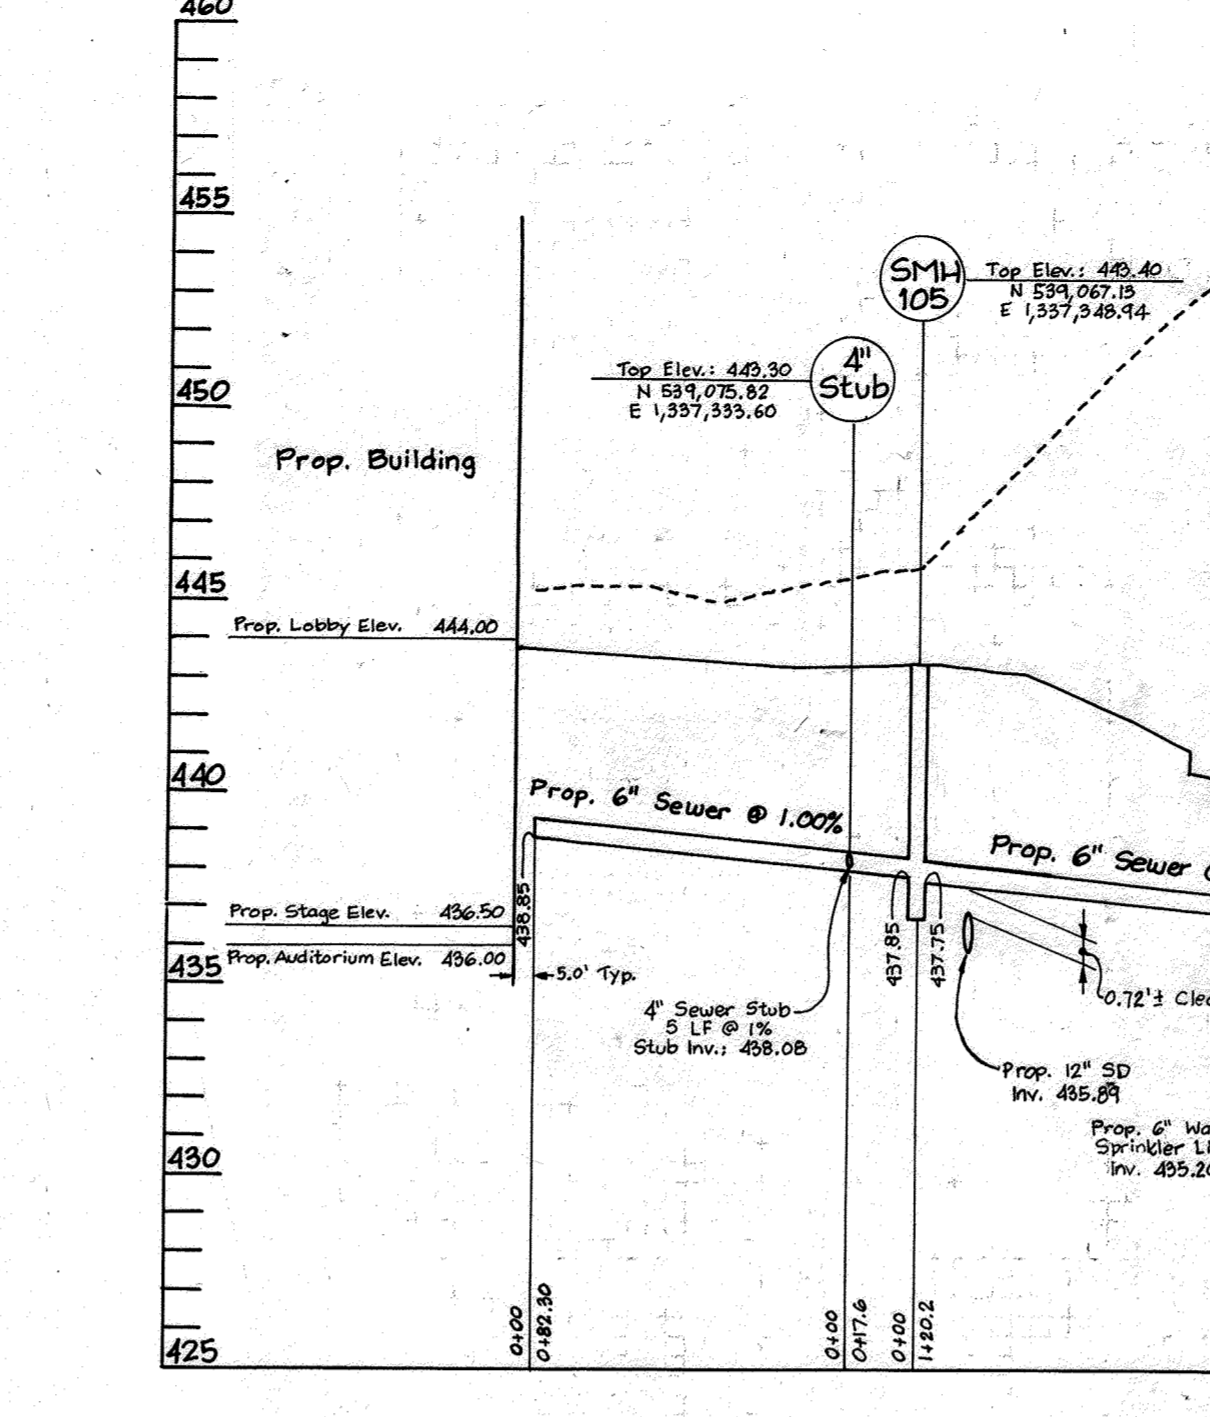 460
455
SMH
105
Top Elev.: 443.40
N 539,067.13
E 1,337,348.94
4"
Stub
Top Elev.: 443.30
N 539,075.82
E 1,337,333.60
450
Prop. Building
445
Prop. Lobby Elev. 444.00
440
Prop. 6" Sewer @ 1.00%
Prop. 6" Sewer
438.85
Prop. Stage Elev. 436.50
Prop. Auditorium Elev. 436.00
435
5.0' Typ.
437.85
437.75
4" Sewer Stub
5 LF @ 1%
Stub Inv.: 438.08
0.72'± Clea
Prop. 12" SD
Inv. 435.89
Prop. 6" Wa
Sprinkler Li
Inv. 435.20
430
0+00
0+82.30
0+00
0+17.6
0+00
1+20.2
425